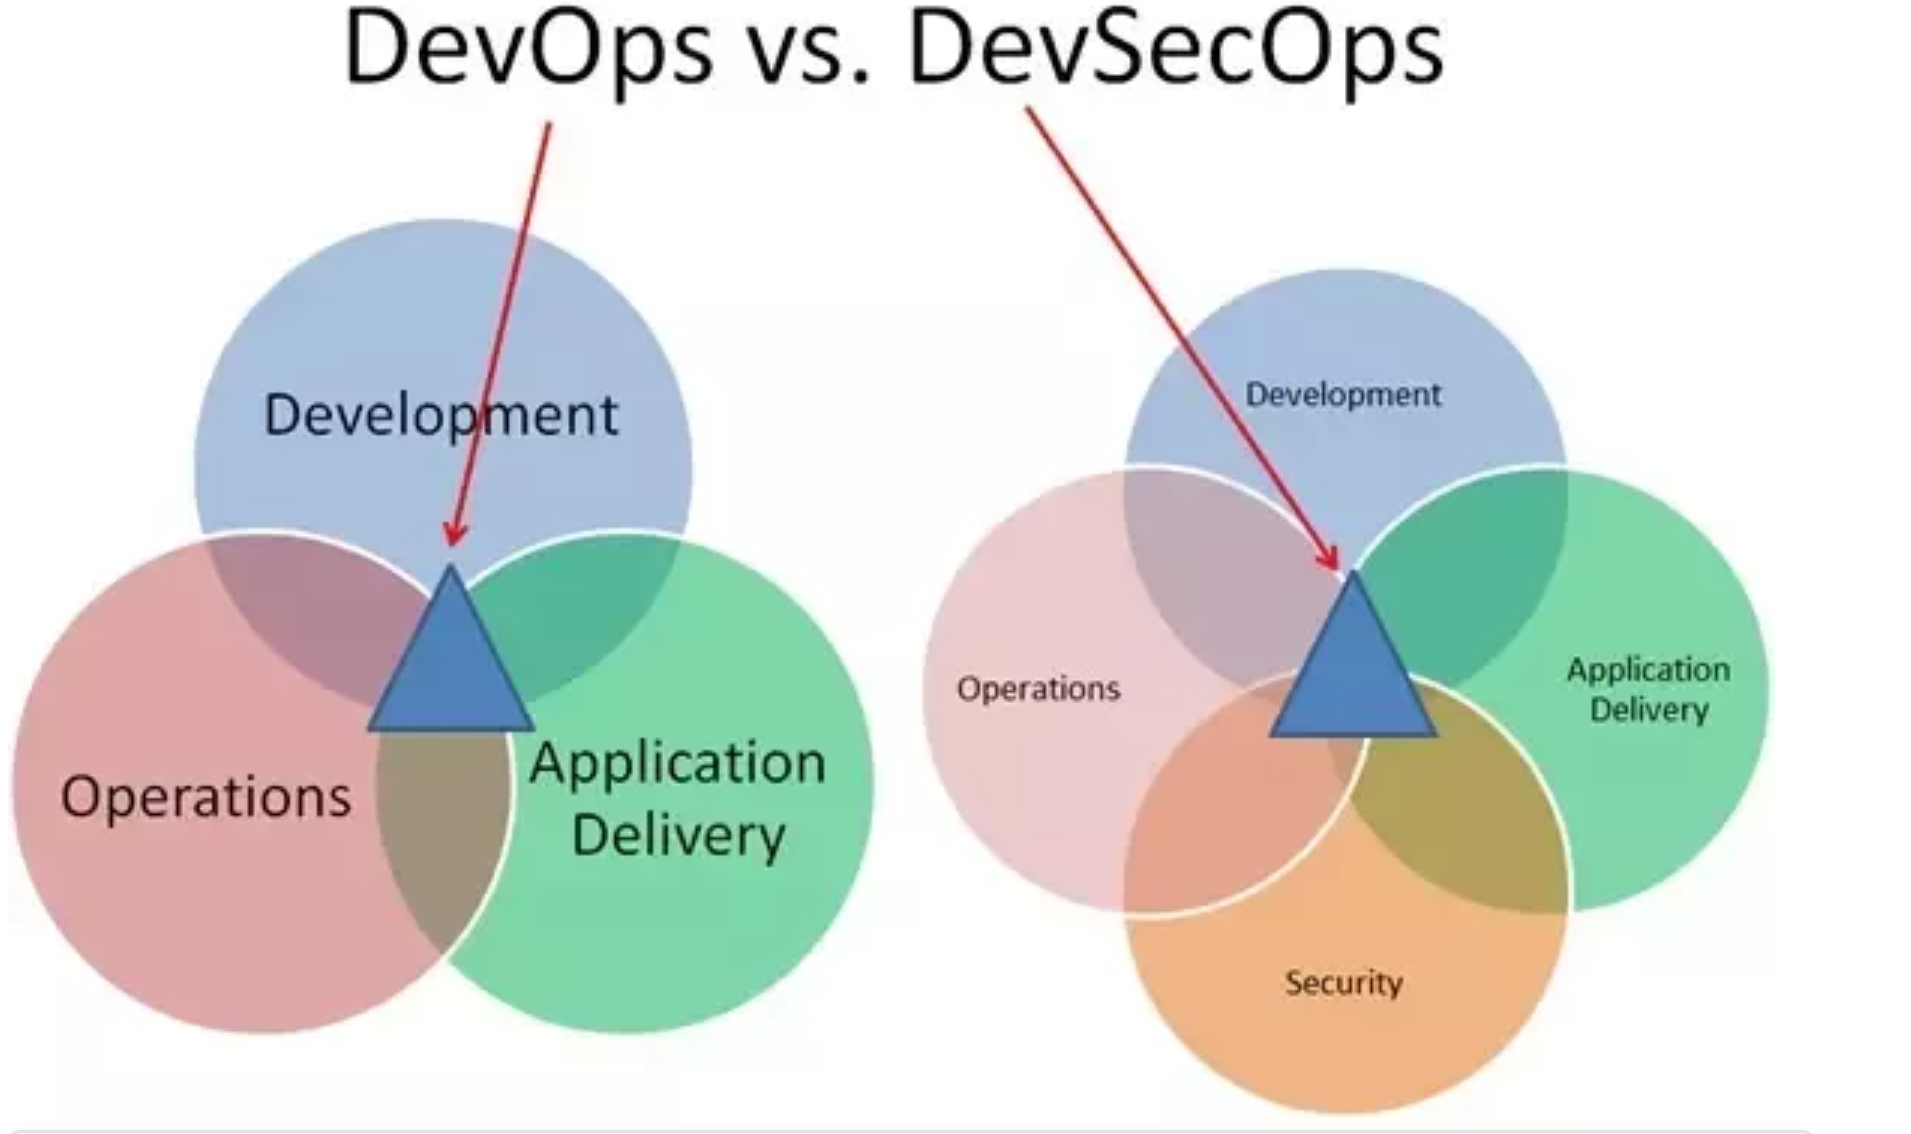 DevOps vs. DevSecOps
Development
Operations
Application
Delivery
Development
Operations
Application
Delivery
Security